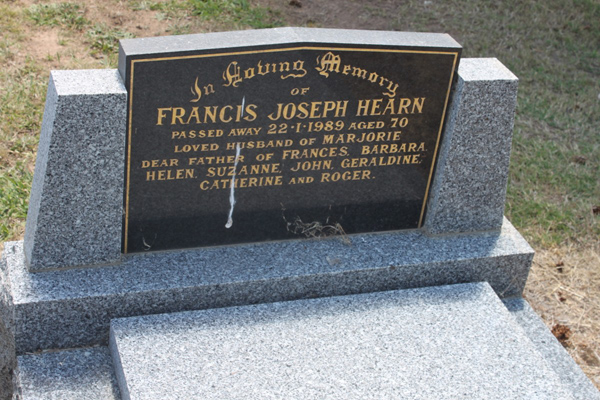 In Loving Memory
OF
FRANCIS JOSEPH HEARN
PASSED AWAY 22·1·1989 AGED 70
LOVED HUSBAND OF MARJORIE
DEAR FATHER OF FRANCES, BARBARA,
HELEN, SUZANNE, JOHN, GERALDINE,
CATHERINE AND ROGER.